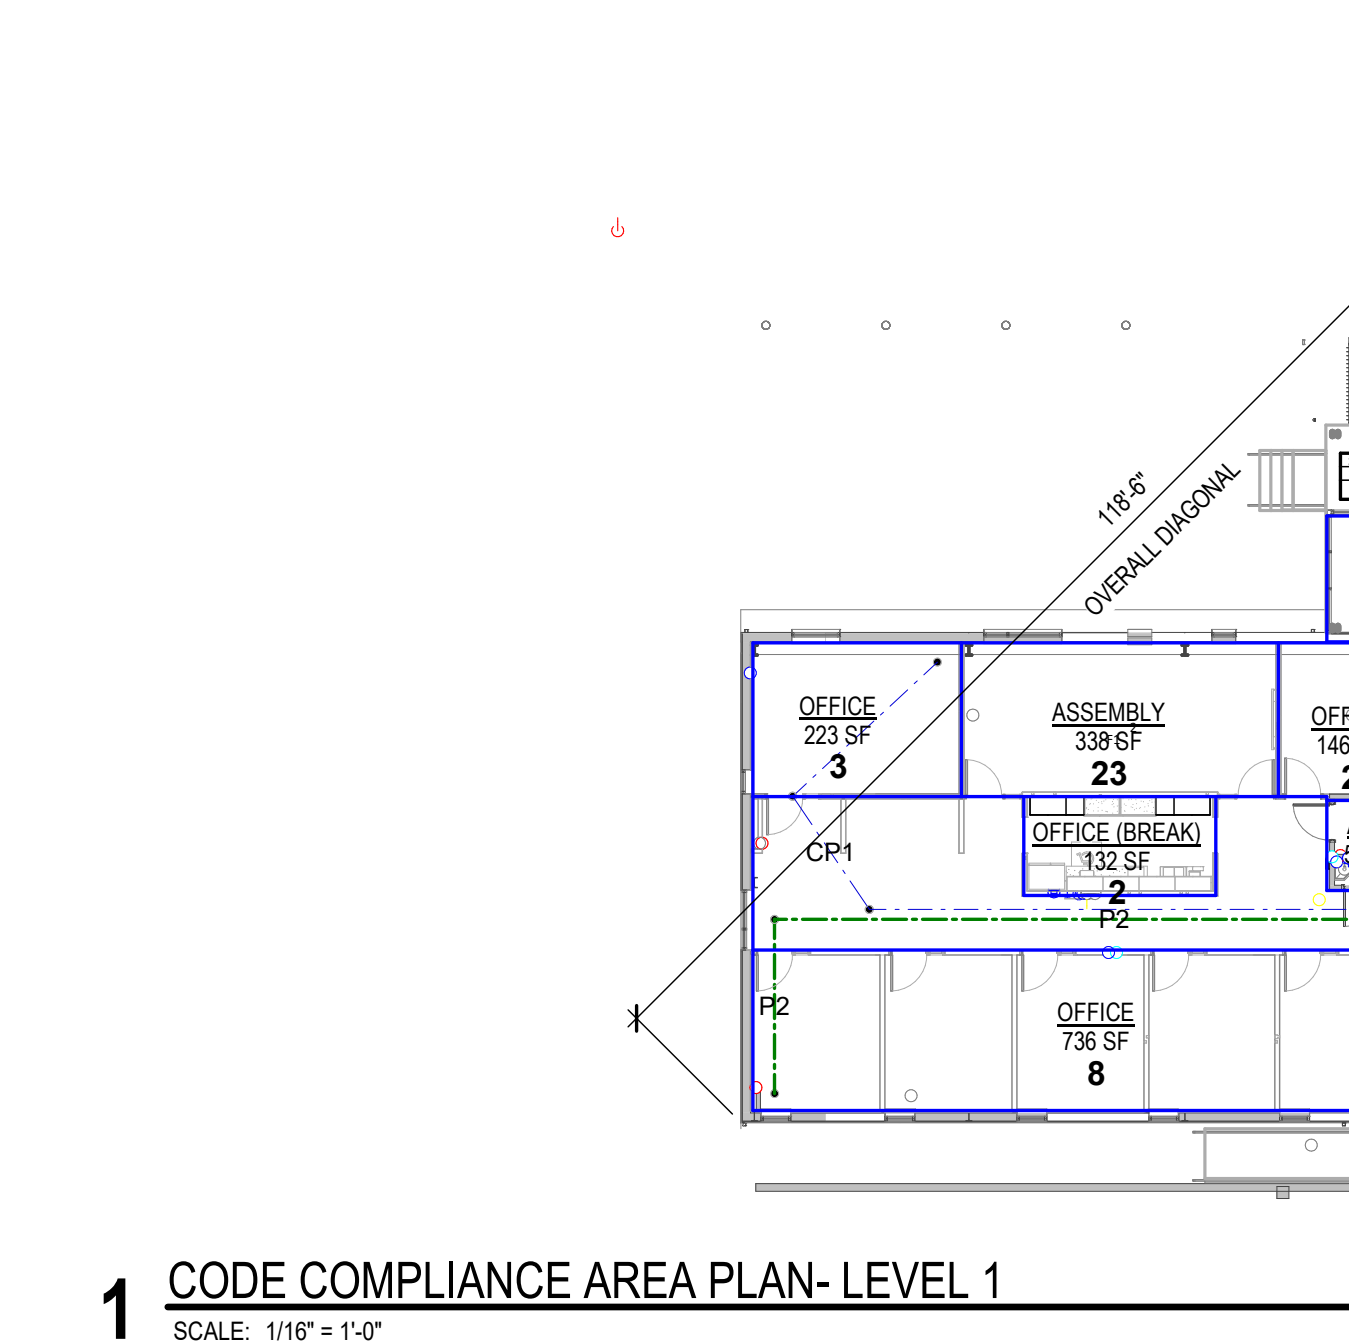 118'-6"
OVERALL DIAGONAL
OFFICE
223 SF
3
ASSEMBLY
338 SF
23
146
CP1
OFFICE (BREAK)
132 SF
2
P2
P2
OFFICE
736 SF
8
1
CODE COMPLIANCE AREA PLAN- LEVEL 1
SCALE: 1/16" = 1'-0"